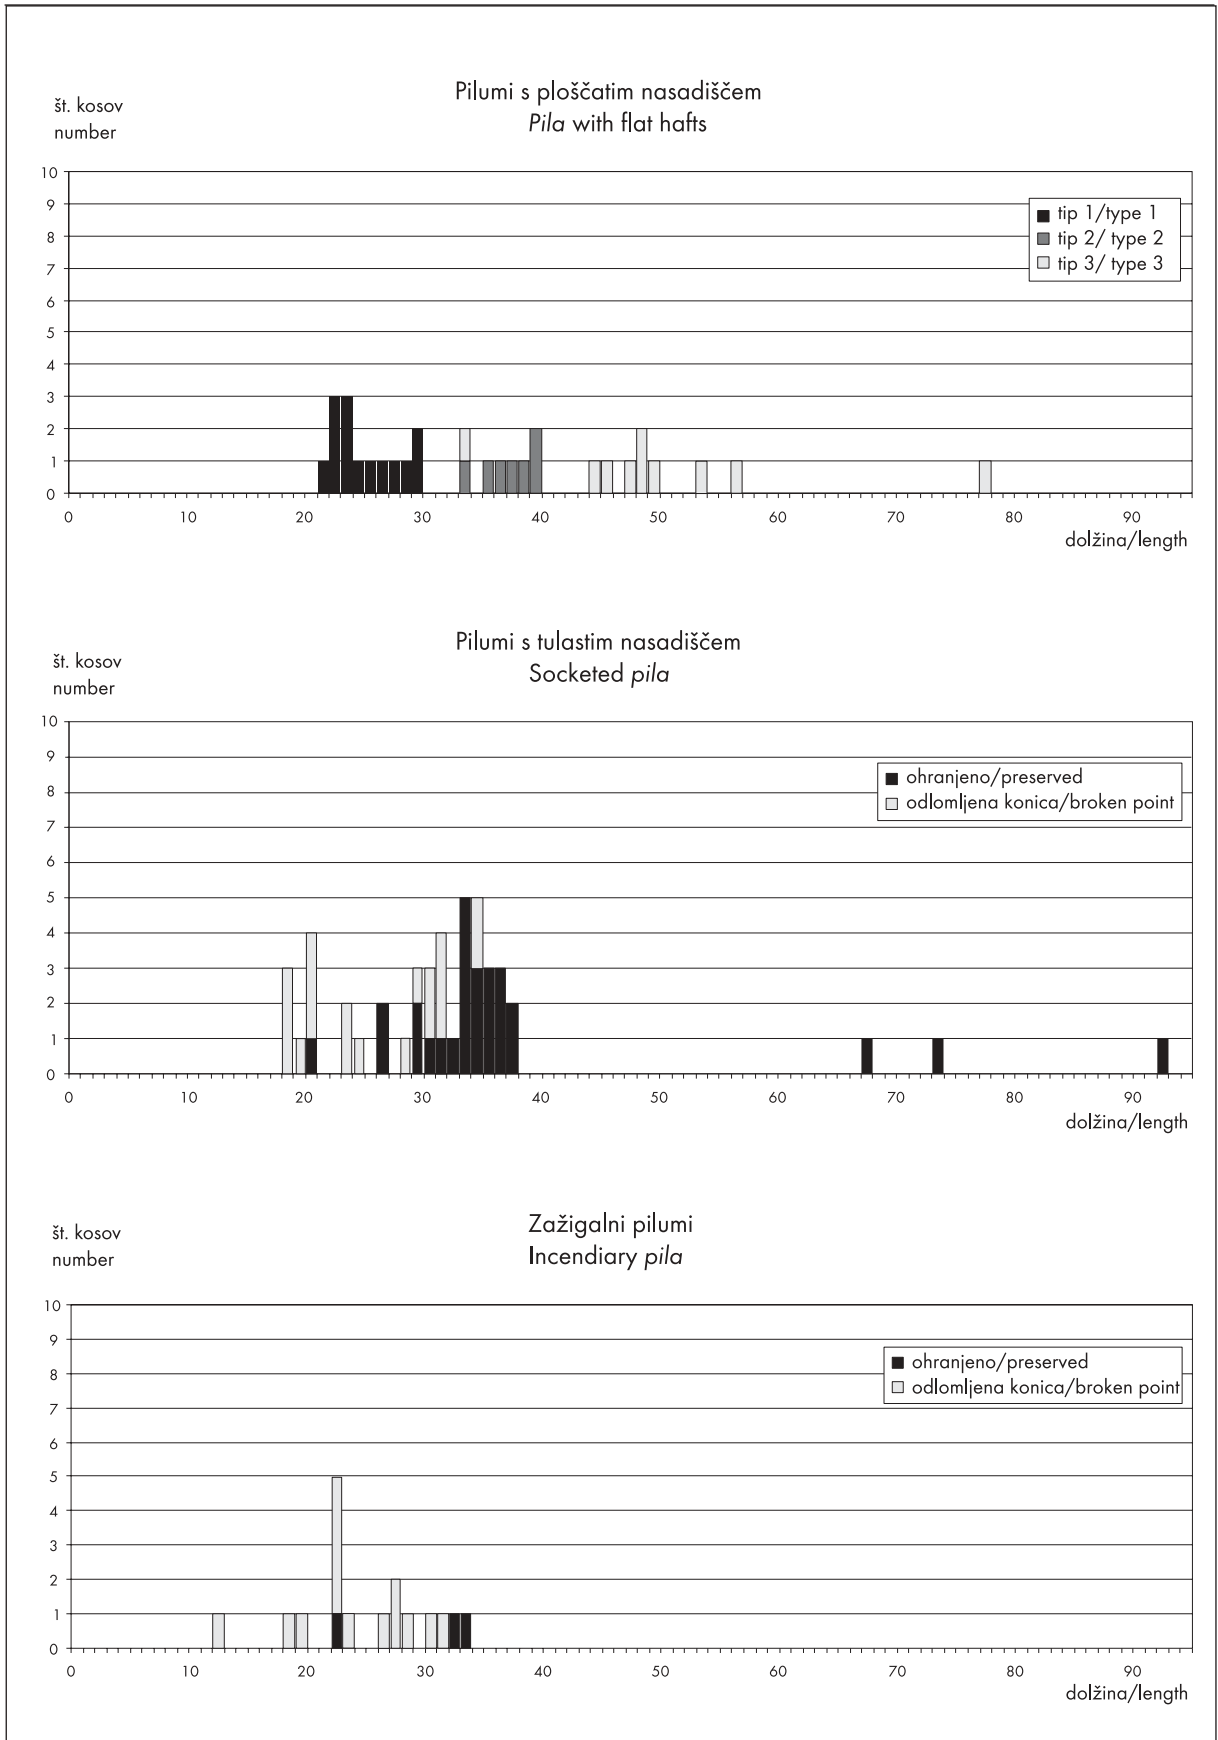 Pilumi s ploščatim nasadiščem
Pila with flat hafts
št. kosov
number
10
9
8
7
6
5
4
3
2
1
0
tip 1/type 1
tip 2/ type 2
tip 3/ type 3
0 10 20 30 40 50 60 70 80 90
dolžina/length
Pilumi s tulastim nasadiščem
Socketed pila
št. kosov
number
10
9
8
7
6
5
4
3
2
1
0
ohranjeno/preserved
odlomljena konica/broken point
0 10 20 30 40 50 60 70 80 90
dolžina/length
Zažigalni pilumi
Incendiary pila
št. kosov
number
10
9
8
7
6
5
4
3
2
1
0
ohranjeno/preserved
odlomljena konica/broken point
0 10 20 30 40 50 60 70 80 90
dolžina/length